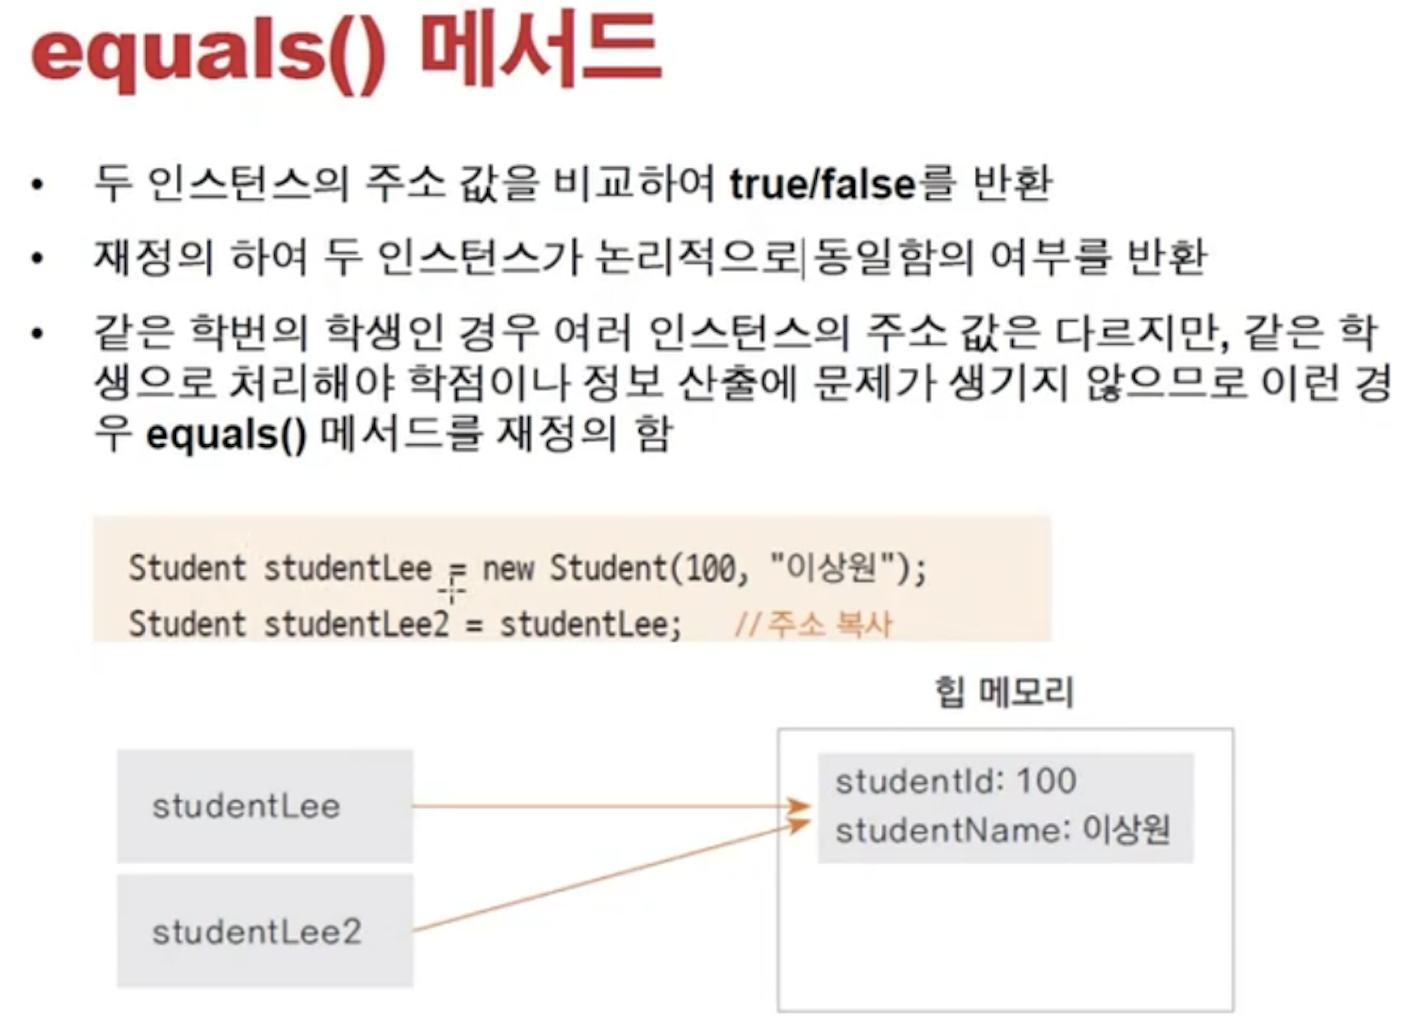 equals() 메서드
• 두 인스턴스의 주소 값을 비교하여 true/false를 반환
• 재정의 하여 두 인스턴스가 논리적으로 동일함의 여부를 반환
• 같은 학번의 학생인 경우 여러 인스턴스의 주소 값은 다르지만, 같은 학
생으로 처리해야 학점이나 정보 산출에 문제가 생기지 않으므로 이런 경
우 equals() 메서드를 재정의 함
Student studentLee = new Student(100, "이상원");
Student studentLee2 = studentLee; //주소 복사
힙 메모리
studentLee
studentId: 100
studentName: 이상원
studentLee2